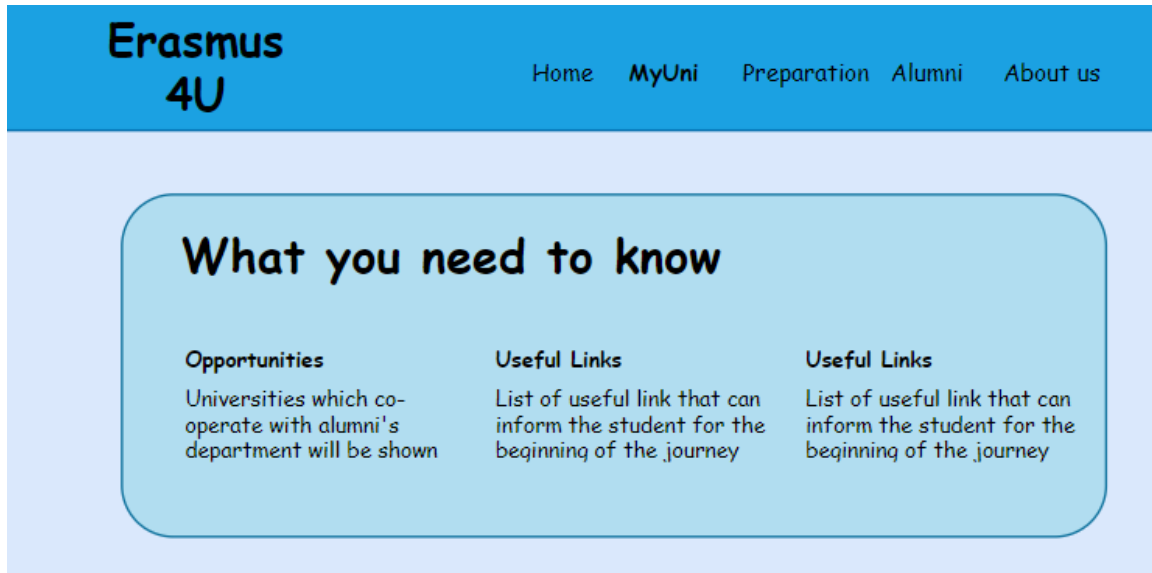 Erasmus
4U
Home MyUni Preparation Alumni About us
What you need to know
Opportunities
Universities which co-
operate with alumni's
department will be shown
Useful Links
List of useful link that can
inform the student for the
beginning of the journey
Useful Links
List of useful link that can
inform the student for the
beginning of the journey